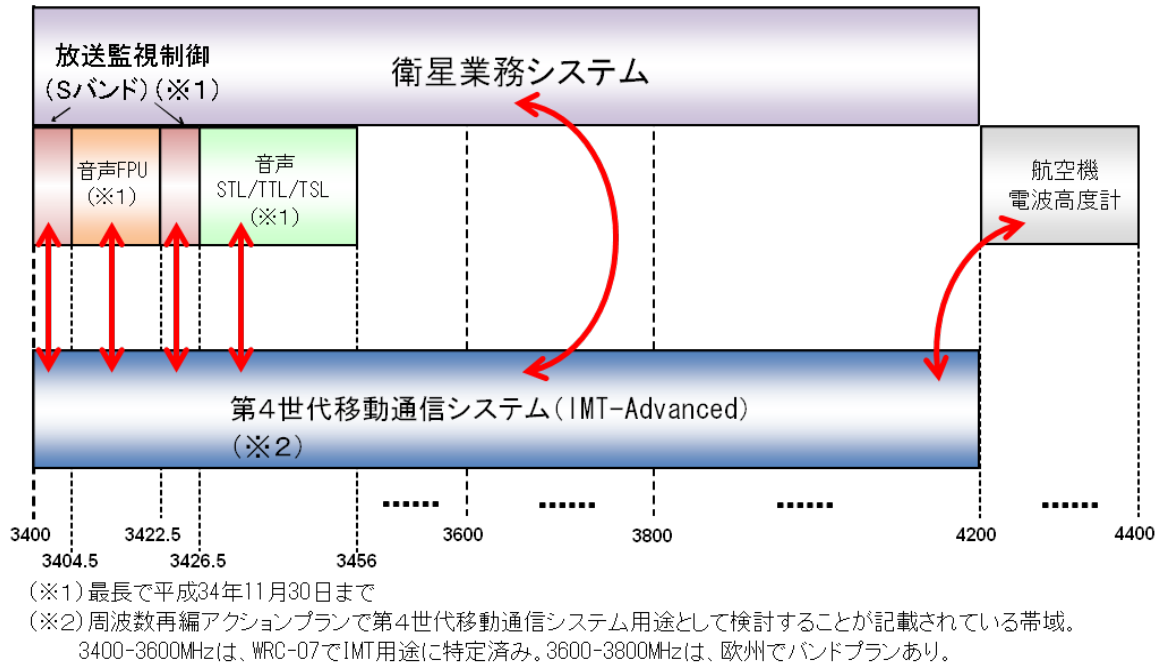 放送監視制御
(Sバンド)(※1)
衛星業務システム
音声FPU
(※1)
音声
STL/TTL/TSL
(※1)
航空機
電波高度計
第4世代移動通信システム(IMT-Advanced)
(※2)
......
......
......
......
3400
3422.5
3600
3800
4200
4400
3404.5
3426.5
3456
(※1)最長で平成34年11月30日まで
(※2)周波数再編アクションプランで第4世代移動通信システム用途として検討することが記載されている帯域。
3400-3600MHzは、WRC-07でIMT用途に特定済み。3600-3800MHzは、欧州でバンドプランあり。